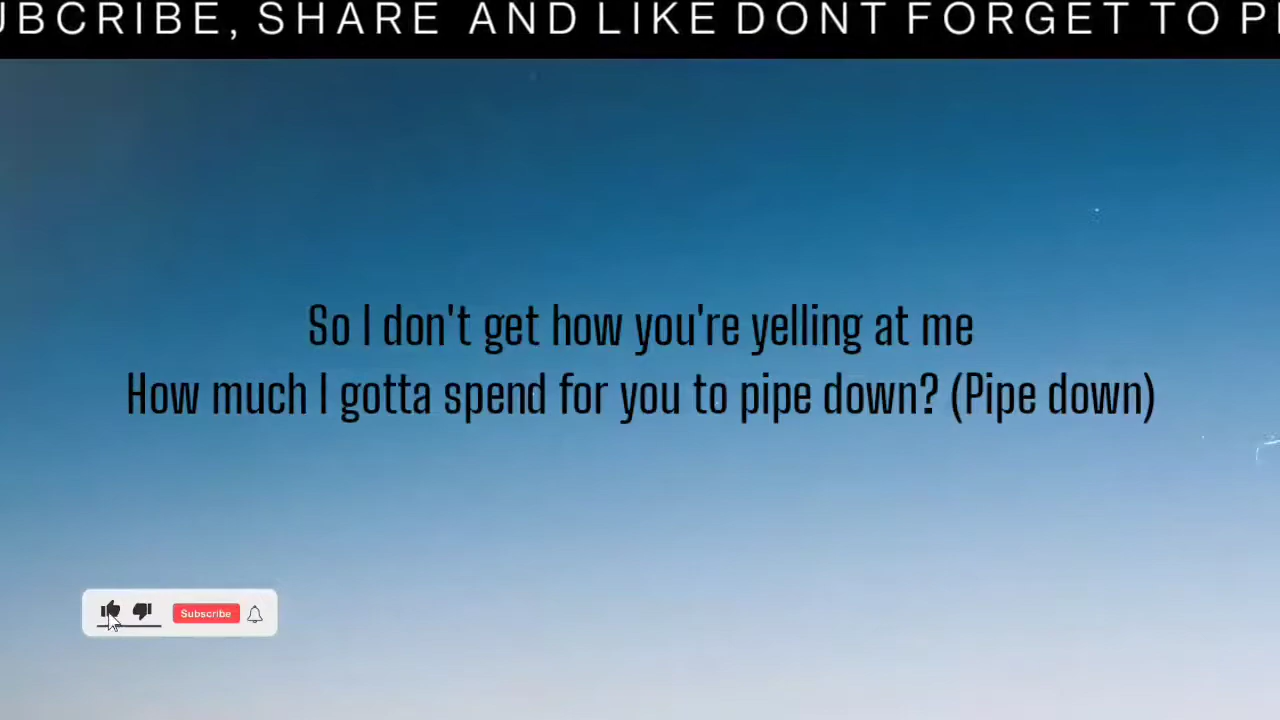 SHARE AND LIKE DONT FORGET TO
So I don't get how you're yelling at me
How much I gotta spend for you to pipe down? (Pipe down)
Subscribe